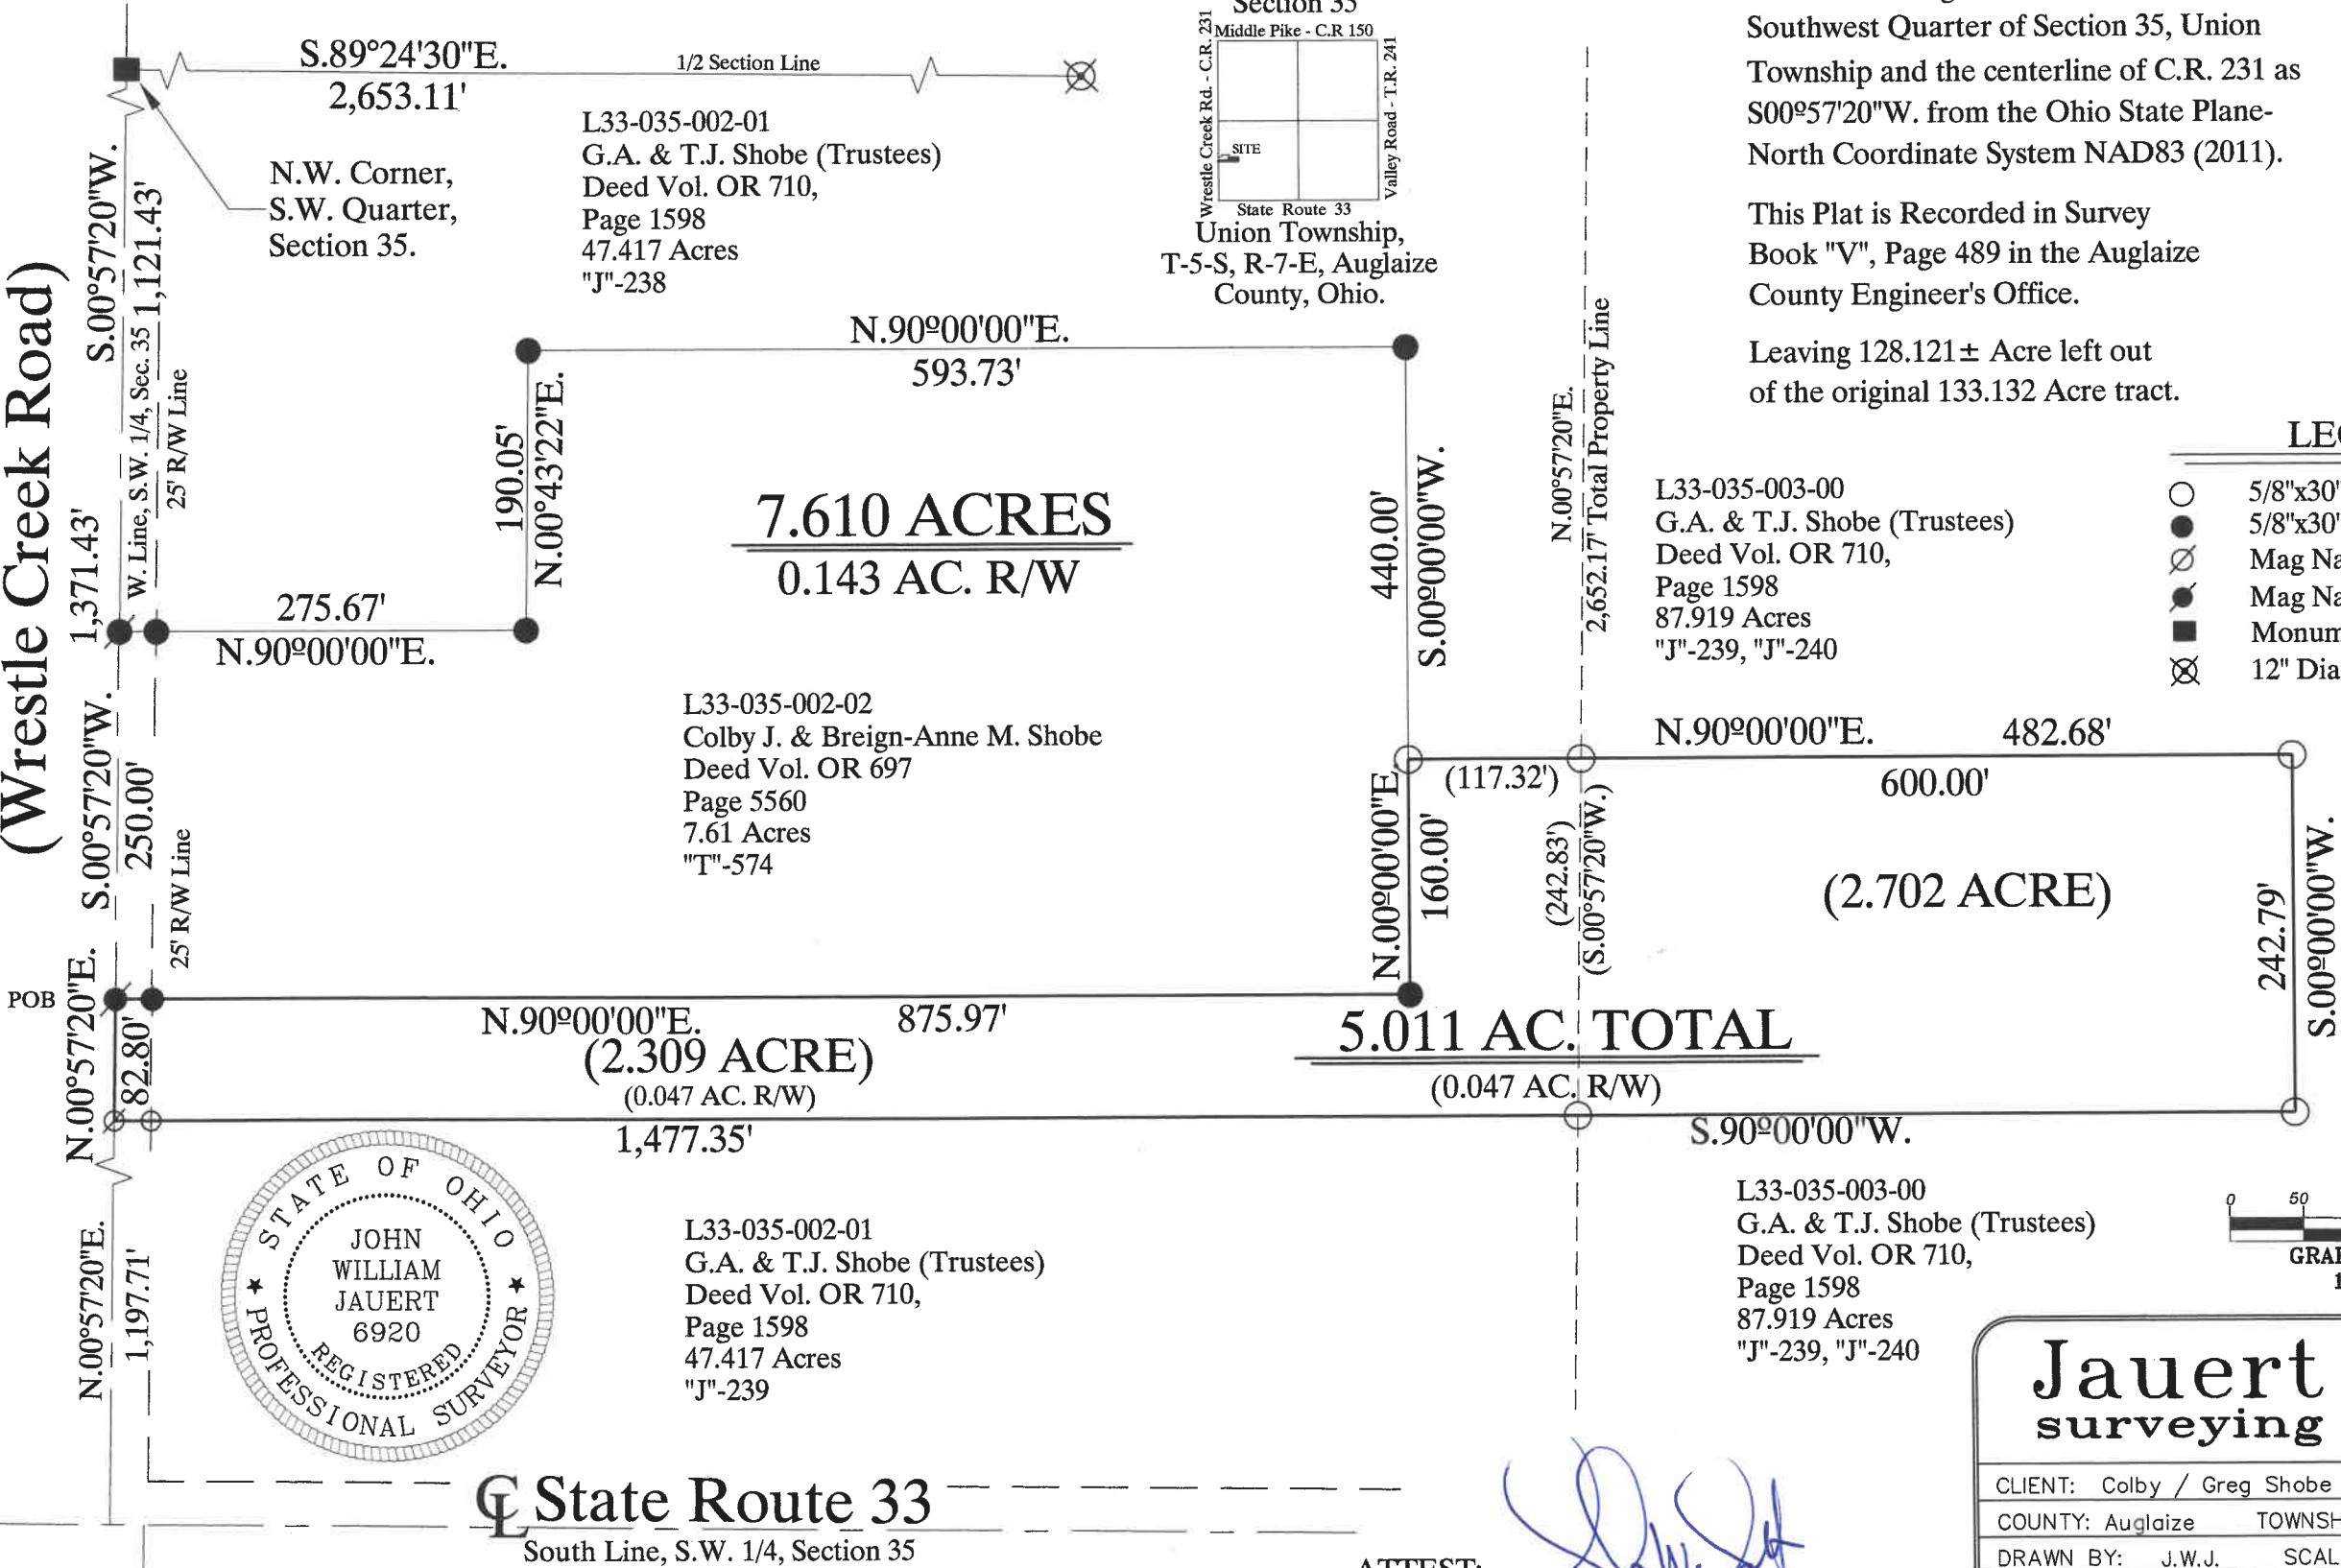 Section 35
Middle Pike - C.R 150
Wrestle Creek Rd. - C.R. 231
Valley Road - T.R. 241
SITE
State Route 33
Union Township,
T-5-S, R-7-E, Auglaize
County, Ohio.
Southwest Quarter of Section 35, Union
Township and the centerline of C.R. 231 as
S00º57'20"W. from the Ohio State Plane-
North Coordinate System NAD83 (2011).
This Plat is Recorded in Survey
Book "V", Page 489 in the Auglaize
County Engineer's Office.
Leaving 128.121± Acre left out
of the original 133.132 Acre tract.
S.89°24'30"E.
2,653.11'
1/2 Section Line
N.W. Corner,
S.W. Quarter,
Section 35.
L33-035-002-01
G.A. & T.J. Shobe (Trustees)
Deed Vol. OR 710,
Page 1598
47.417 Acres
"J"-238
(Wrestle Creek Road)
S.00°57'20"W.
1,371.43'
W. Line, S.W. 1/4, Sec. 35
1,121.43'
25' R/W Line
N.90º00'00"E.
593.73'
190.05'
N.00°43'22"E.
7.610 ACRES
0.143 AC. R/W
440.00'
S.00º00'00"W.
N.00°57'20"E.
2,652.17' Total Property Line
L33-035-003-00
G.A. & T.J. Shobe (Trustees)
Deed Vol. OR 710,
Page 1598
87.919 Acres
"J"-239, "J"-240
5/8"x30"
5/8"x30"
Mag
Mag
12"
275.67'
N.90º00'00"E.
L33-035-002-02
Colby J. & Breign-Anne M. Shobe
Deed Vol. OR 697
Page 5560
7.61 Acres
"T"-574
S.00°57'20"W.
250.00'
25' R/W Line
N.90º00'00"E. 482.68'
(117.32')
600.00'
N.00º00'00"E.
160.00'
(242.83')
(S.00°57'20"W.)
(2.702 ACRE)
242.79'
S.00º00'00"W.
POB
N.00°57'20"E.
82.80'
N.90º00'00"E. 875.97'
(2.309 ACRE)
(0.047 AC. R/W)
5.011 AC. TOTAL
(0.047 AC. R/W)
1,477.35'
S.90º00'00"W.
STATE OF OHIO
JOHN
WILLIAM
JAUERT
6920
REGISTERED
PROFESSIONAL SURVEYOR
N.00°57'20"E.
1,197.71'
L33-035-002-01
G.A. & T.J. Shobe (Trustees)
Deed Vol. OR 710,
Page 1598
47.417 Acres
"J"-239
L33-035-003-00
G.A. & T.J. Shobe (Trustees)
Deed Vol. OR 710,
Page 1598
87.919 Acres
"J"-239, "J"-240
0 50
CL State Route 33
South Line, S.W. 1/4, Section 35
ATTEST:
Jauert
surveying
CLIENT: Colby / Greg Shobe
COUNTY: Auglaize
DRAWN BY: J.W.J.